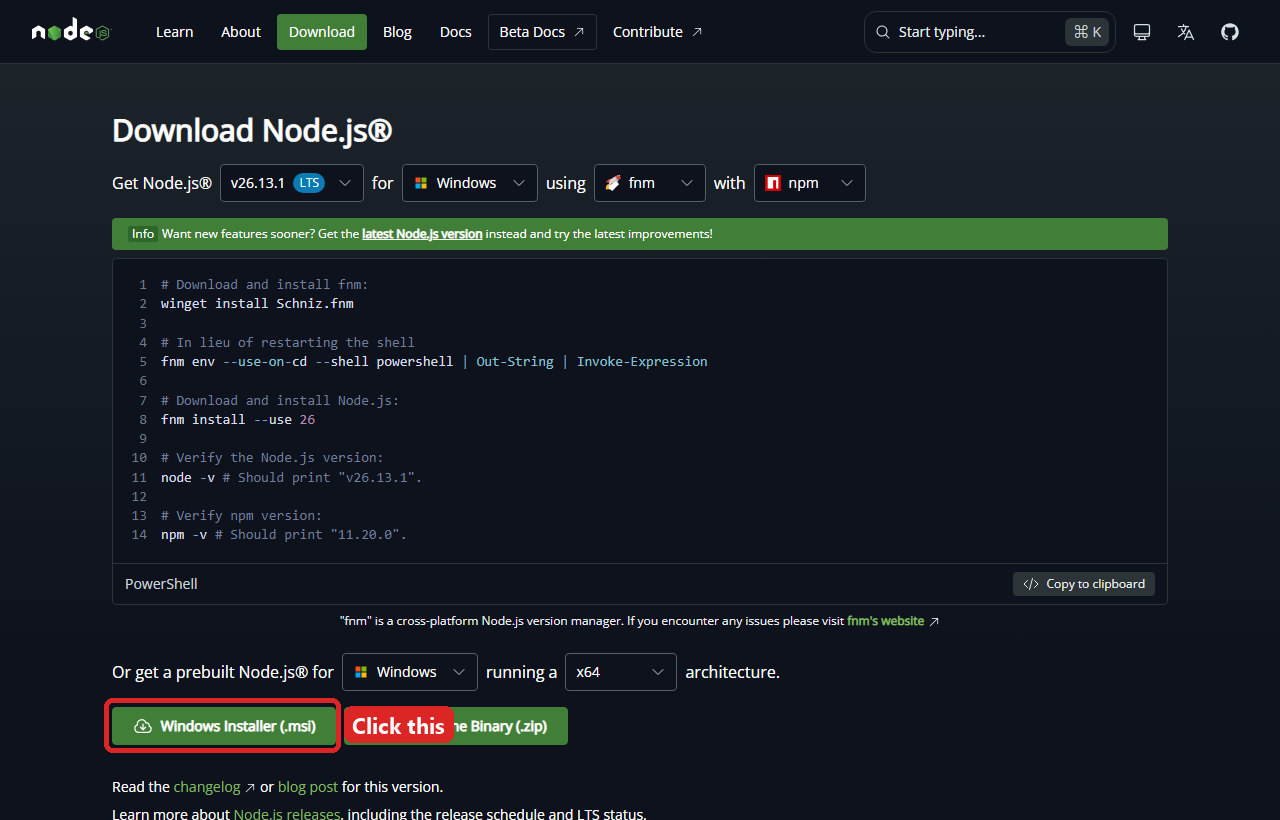 node JS Learn About Download Blog Docs Beta Docs Contribute Start typing... ⌘ K
Download Node.js®
Get Node.js® v26.13.1 LTS for Windows using fnm with npm
Info Want new features sooner? Get the latest Node.js version instead and try the latest improvements!
1 # Download and install fnm:
2 winget install Schniz.fnm
3
4 # In lieu of restarting the shell
5 fnm env --use-on-cd --shell powershell | Out-String | Invoke-Expression
6
7 # Download and install Node.js:
8 fnm install --use 26
9
10 # Verify the Node.js version:
11 node -v # Should print "v26.13.1".
12
13 # Verify npm version:
14 npm -v # Should print "11.20.0".
PowerShell Copy to clipboard
"fnm" is a cross-platform Node.js version manager. If you encounter any issues please visit fnm's website
Or get a prebuilt Node.js® for Windows running a x64 architecture.
Windows Installer (.msi) Click this Binary (.zip)
Read the changelog or blog post for this version.
Learn more about Node.js releases, including the release schedule and LTS status.